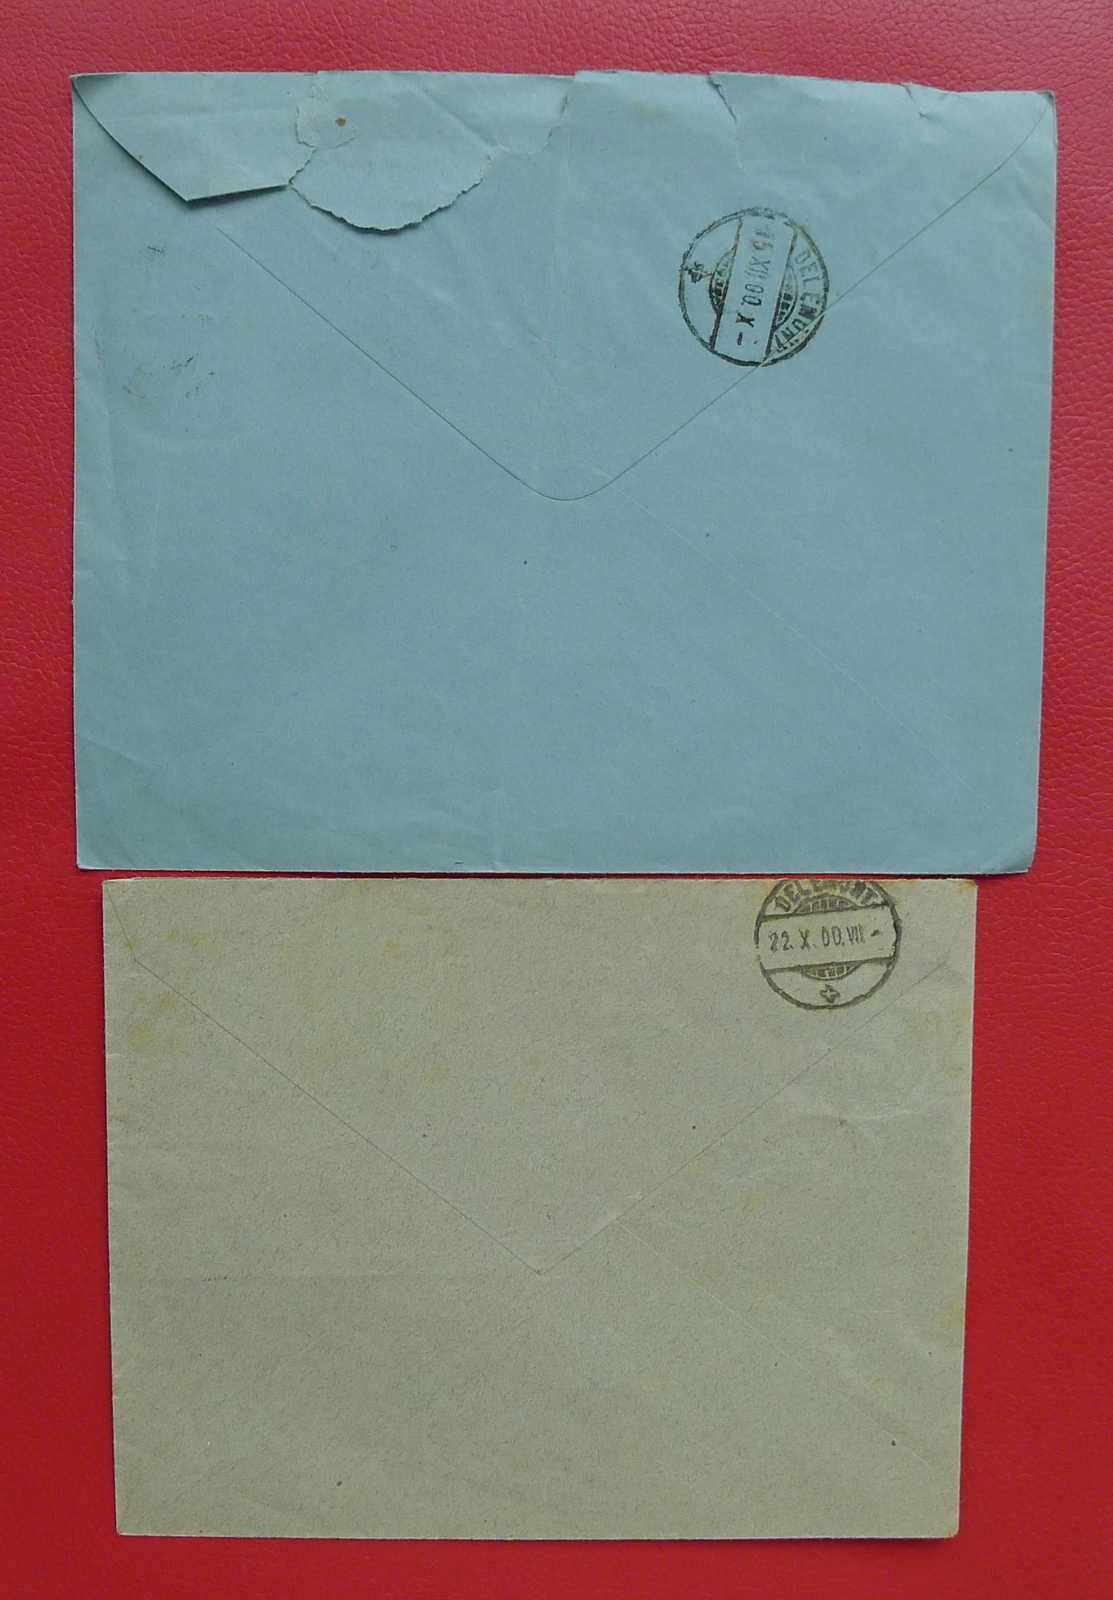 DELEMONT
15.XII.00.X-
DELEMONT
22.X.00.VII-